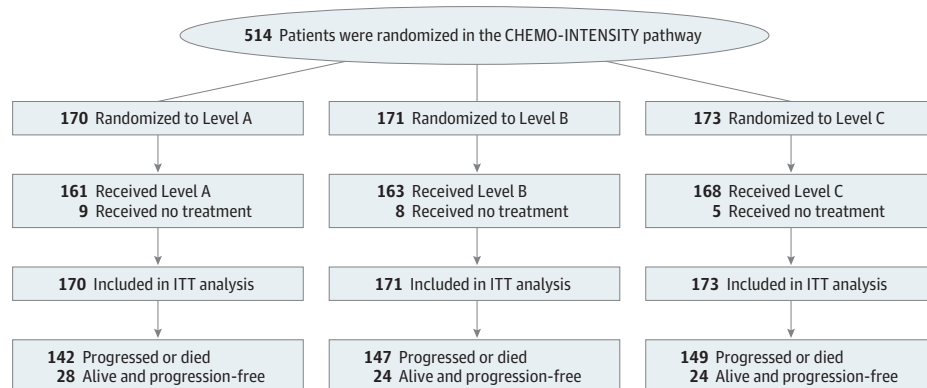 514 Patients were randomized in the CHEMO-INTENSITY pathway
170 Randomized to Level A
171 Randomized to Level B
173 Randomized to Level C
161 Received Level A
9 Received no treatment
163 Received Level B
8 Received no treatment
168 Received Level C
5 Received no treatment
170 Included in ITT analysis
171 Included in ITT analysis
173 Included in ITT analysis
142 Progressed or died
28 Alive and progression-free
147 Progressed or died
24 Alive and progression-free
149 Progressed or died
24 Alive and progression-free